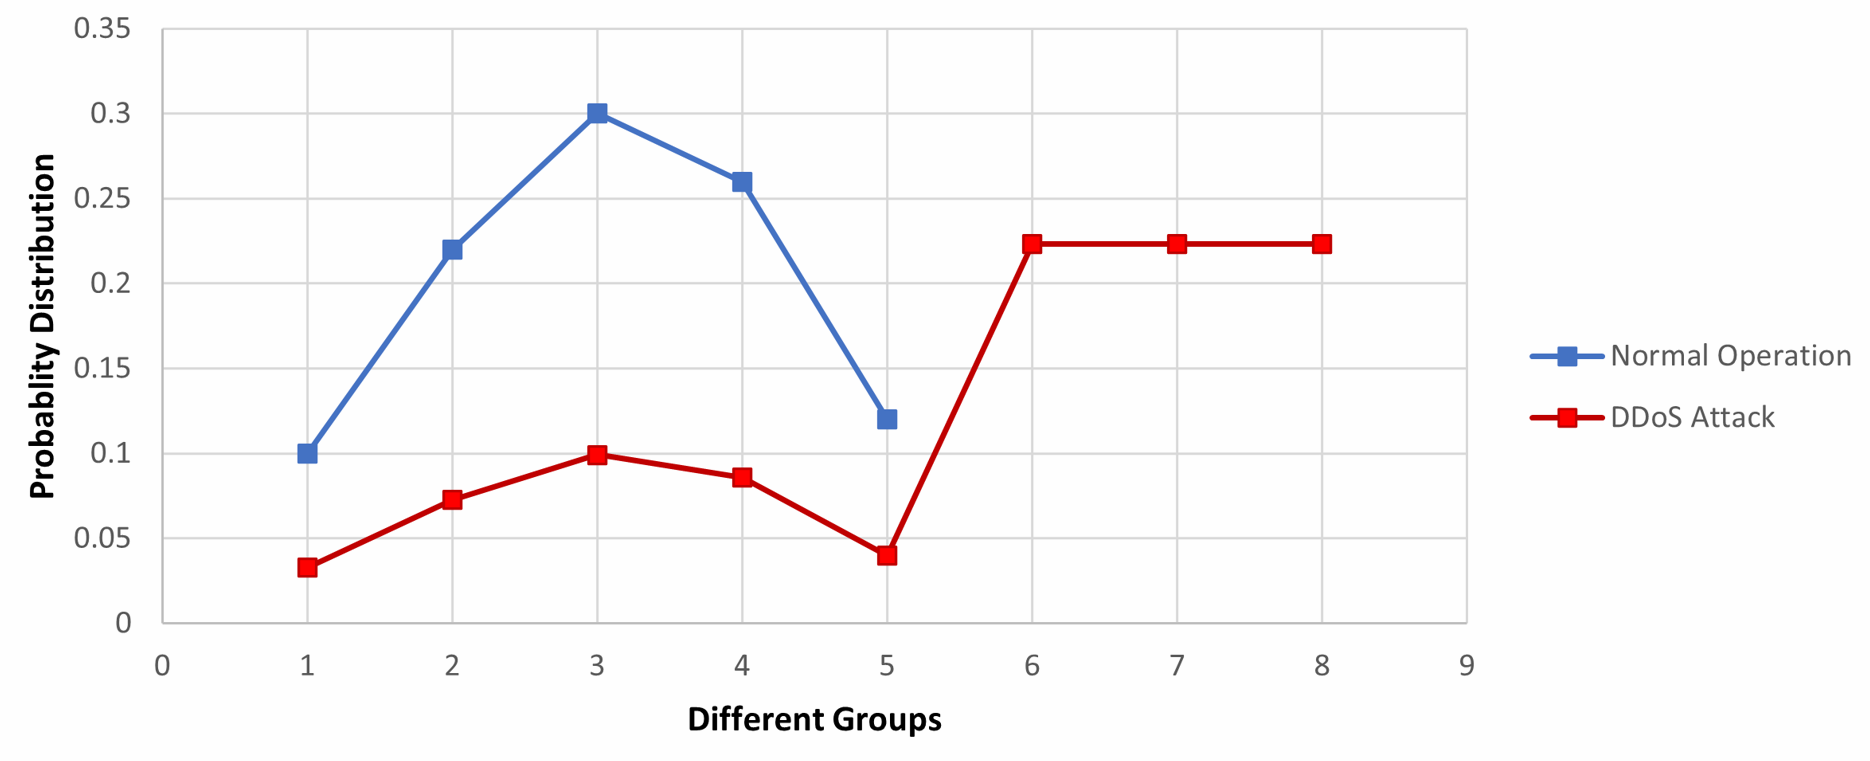 0.35
0.3
0.25
0.2
0.15
0.1
0.05
0
Probablity Distribution
0 1 2 3 4 5 6 7 8 9
Different Groups
Normal Operation
DDoS Attack